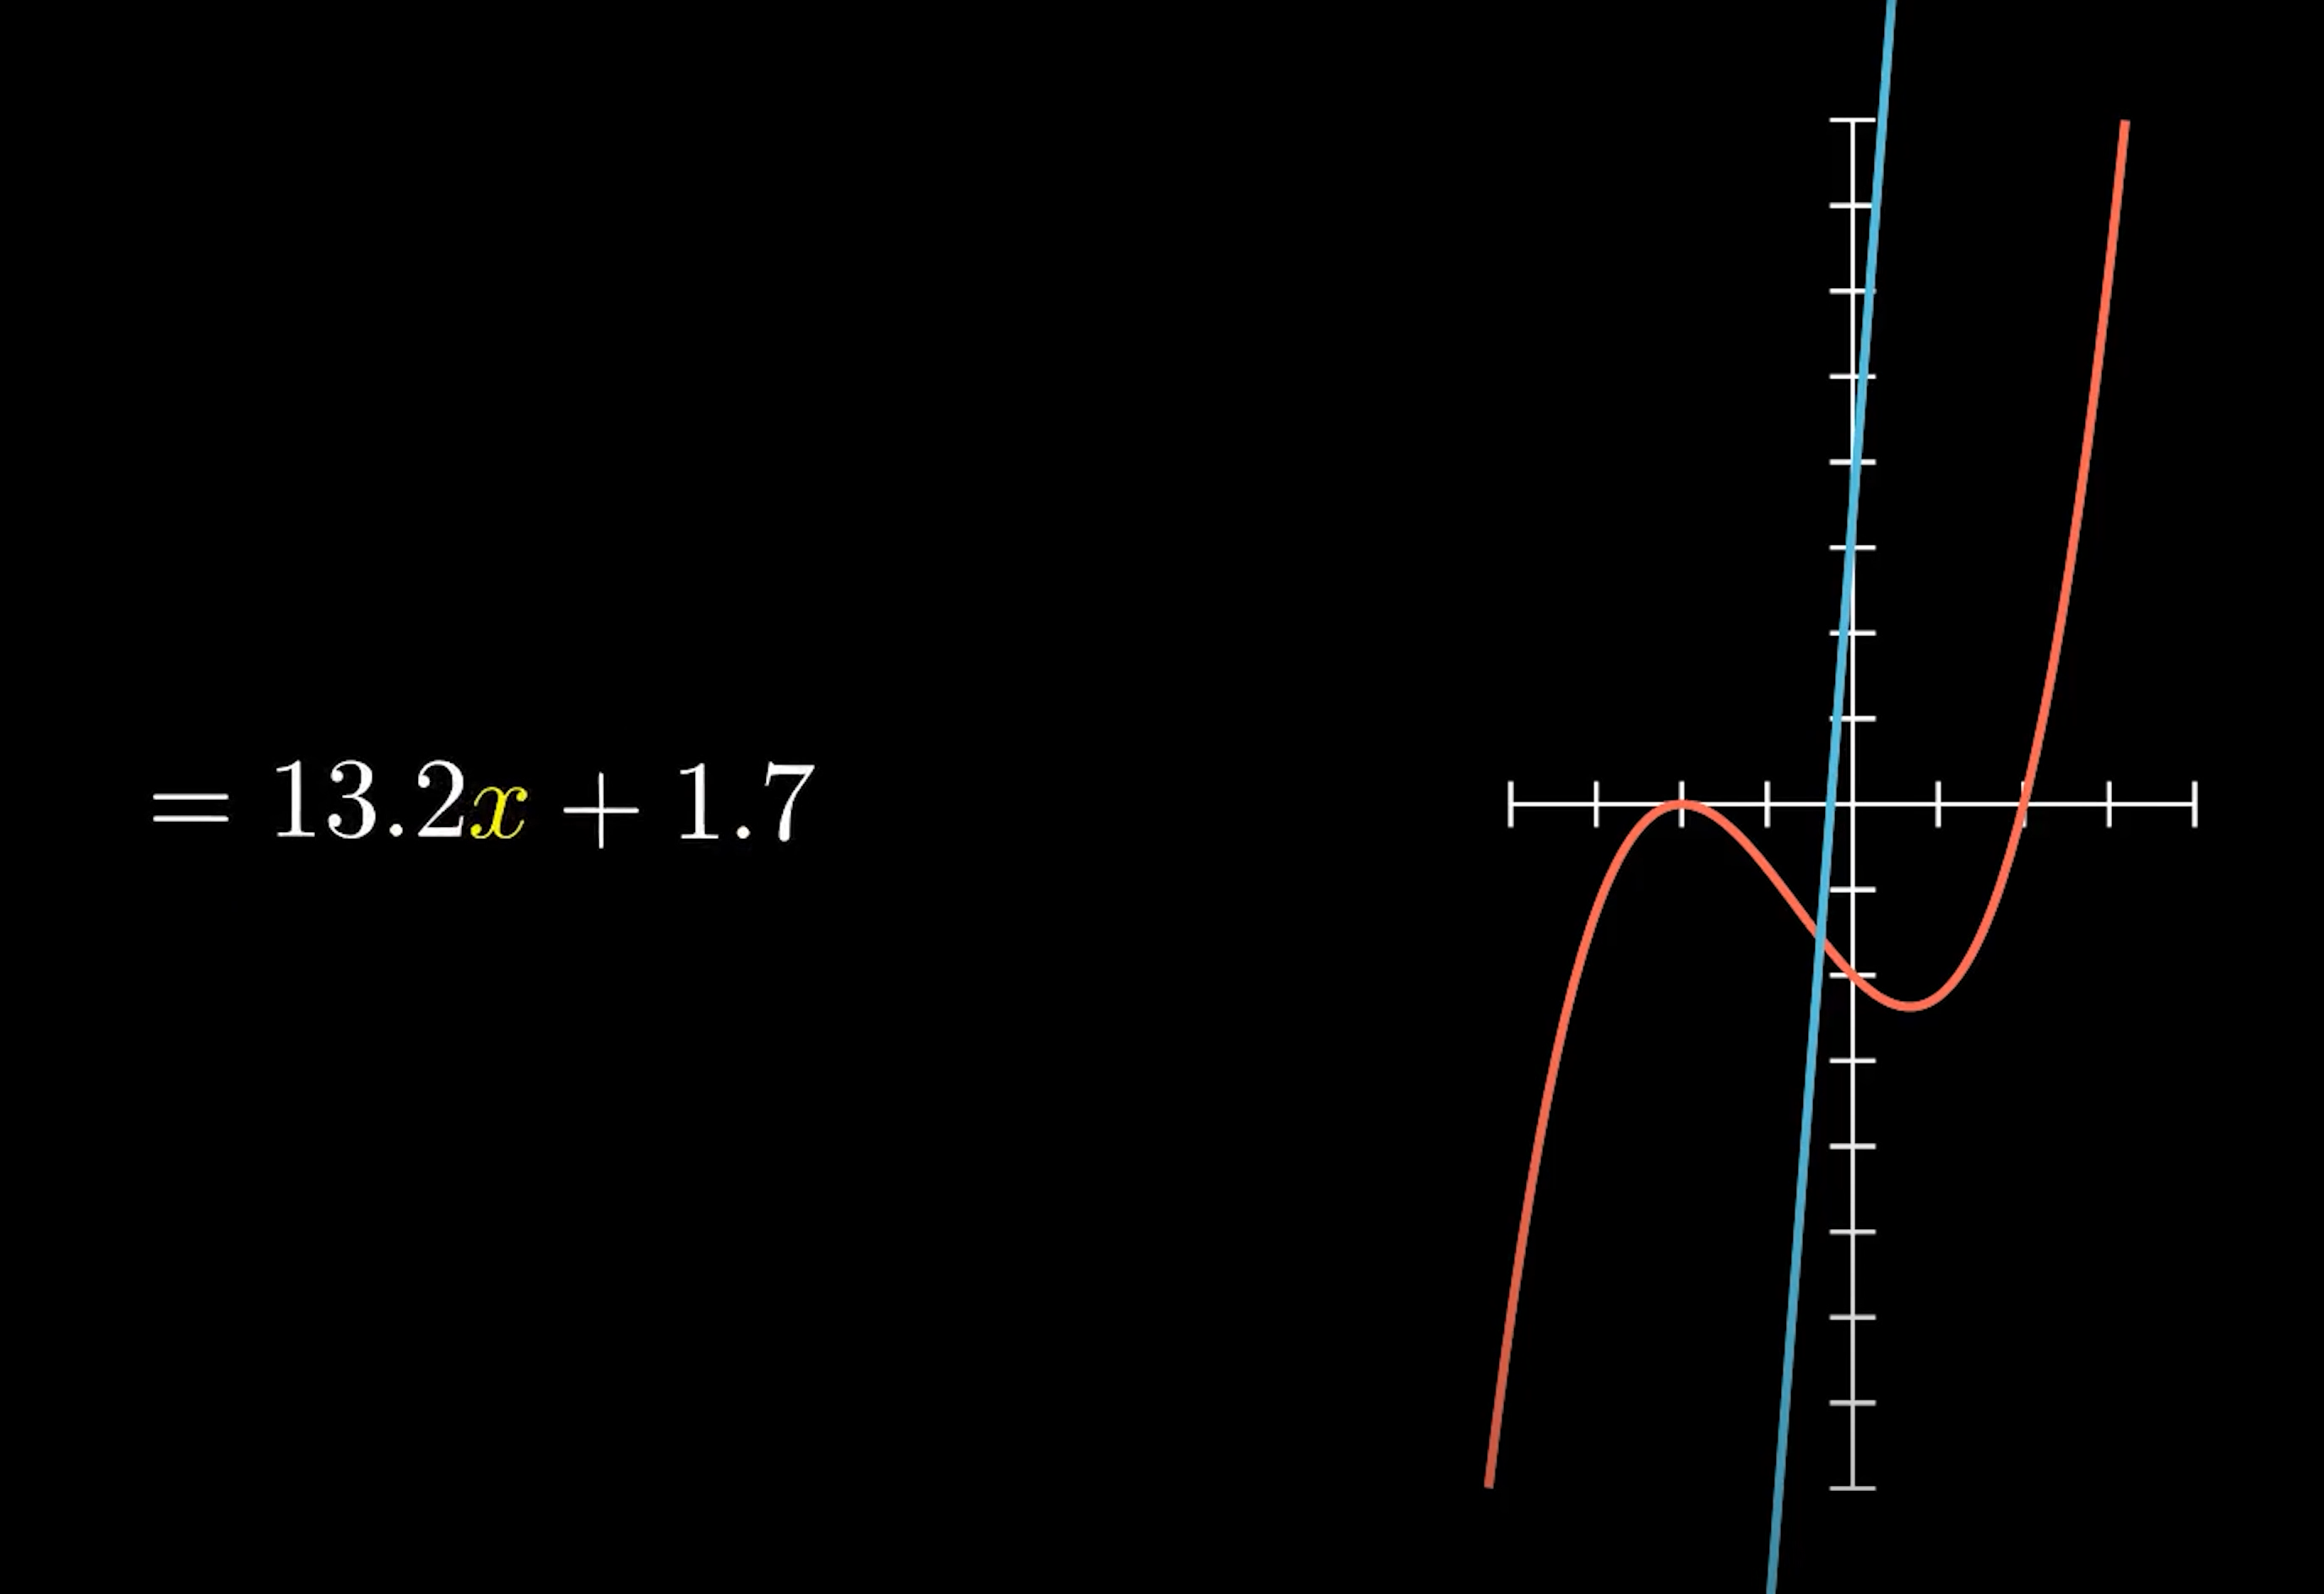 = 13.2x + 1.7